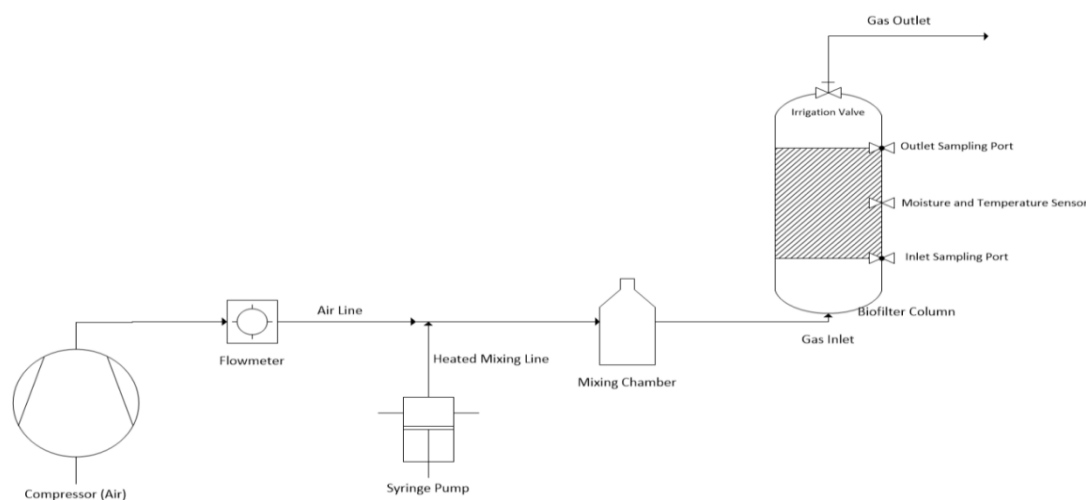 Gas Outlet
Irrigation Valve
Outlet Sampling Port
Moisture and Temperature Sensor
Inlet Sampling Port
Biofilter Column
Gas Inlet
Air Line
Flowmeter
Heated Mixing Line
Mixing Chamber
Syringe Pump
Compressor (Air)